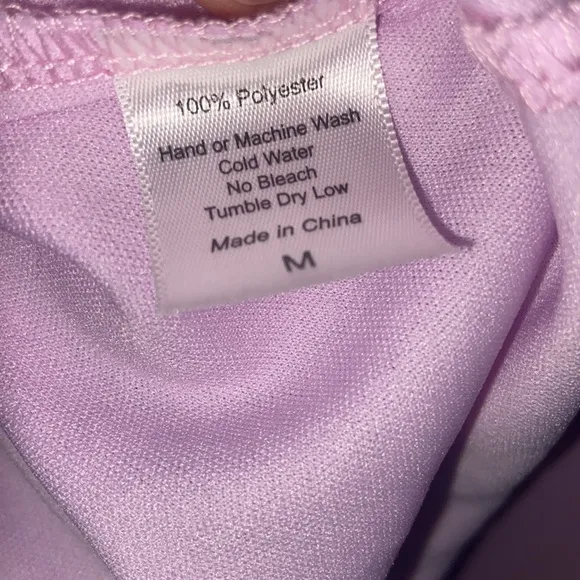 100% Polyester
Hand or Machine Wash
Cold Water
No Bleach
Tumble Dry Low
Made in China
M